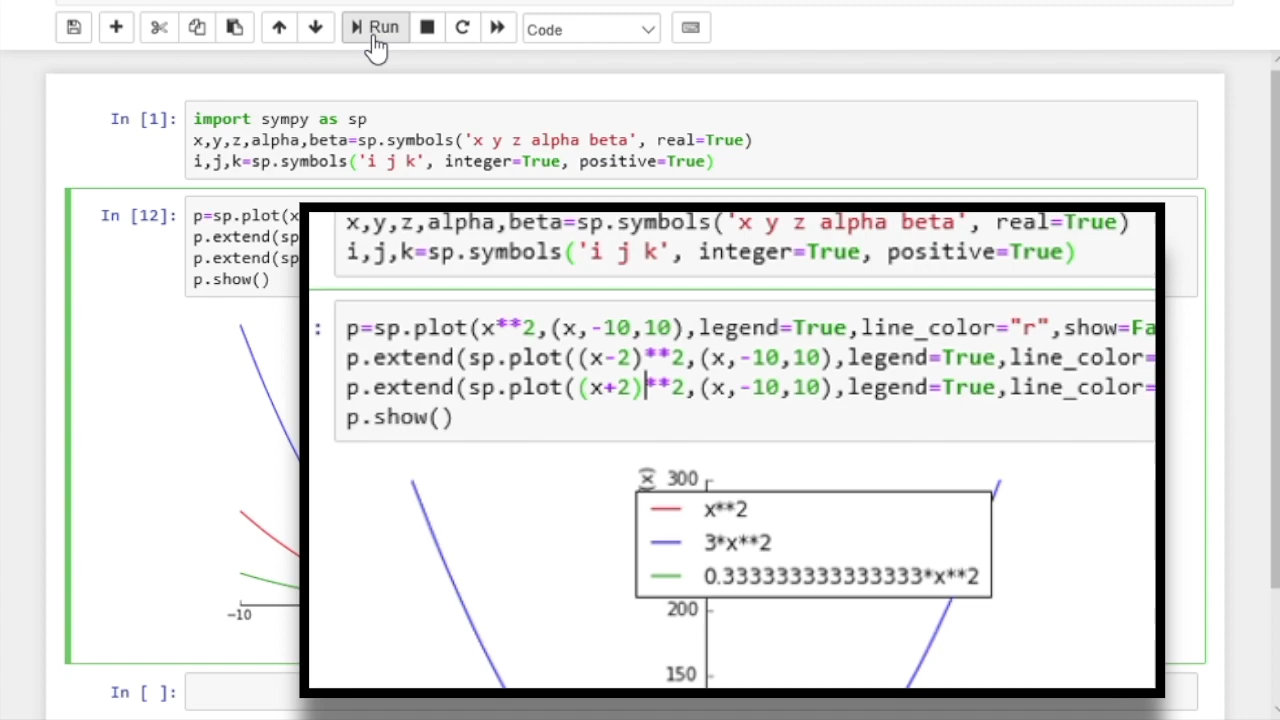 Run
Code
In [1]:
import sympy as sp
x,y,z,alpha,beta=sp.symbols('x y z alpha beta', real=True)
i,j,k=sp.symbols('i j k', integer=True, positive=True)
In [12]:
p=sp.plot(x
p.extend(sp
p.extend(sp
p.show()
-10
In [ ]:
x,y,z,alpha,beta=sp.symbols('x y z alpha beta', real=True)
i,j,k=sp.symbols('i j k', integer=True, positive=True)
:
p=sp.plot(x**2,(x,-10,10),legend=True,line_color="r",show=Fa
p.extend(sp.plot((x-2)**2,(x,-10,10),legend=True,line_color=
p.extend(sp.plot((x+2)**2,(x,-10,10),legend=True,line_color=
p.show()
300
x**2
3*x**2
0.333333333333333*x**2
200
150